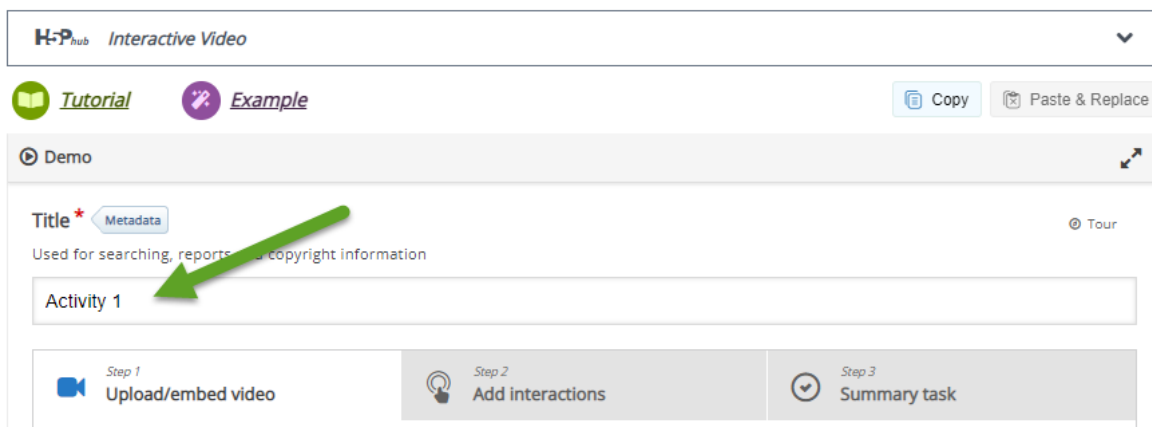 H5P hub Interactive Video
Tutorial Example Copy Paste & Replace
Demo
Title * Metadata Tour
Used for searching, reports copyright information
Activity 1
Step 1 Step 2 Step 3
Upload/embed video Add interactions Summary task